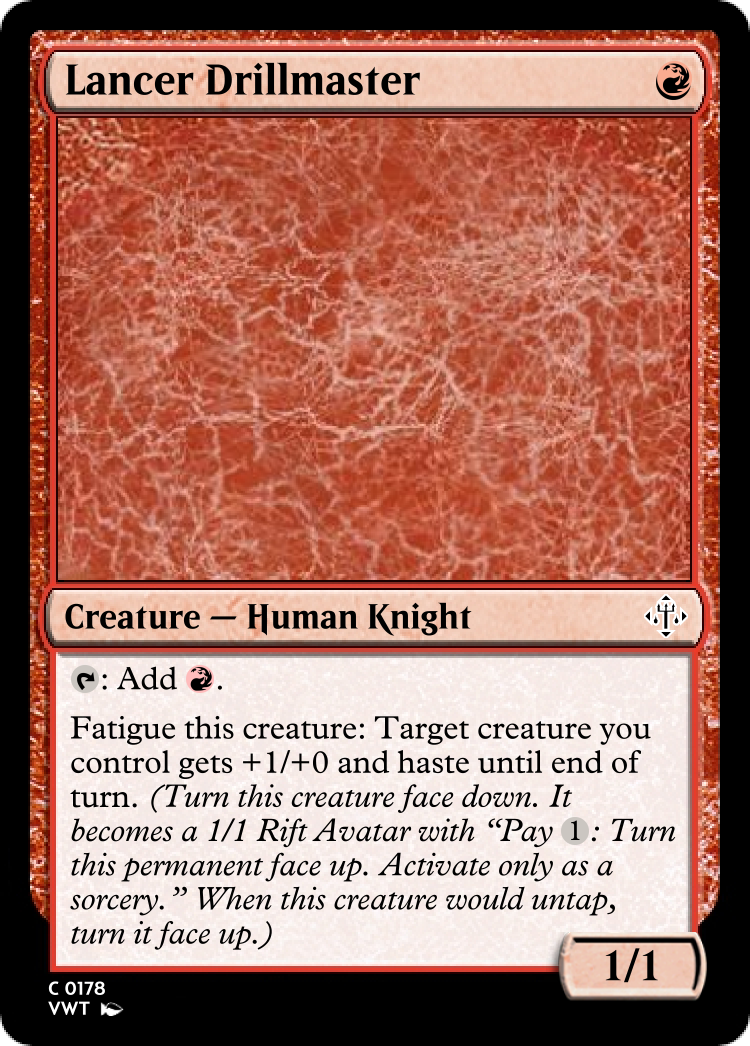 Lancer Drillmaster
Creature — Human Knight
: Add .
Fatigue this creature: Target creature you
control gets +1/+0 and haste until end of
turn. (Turn this creature face down. It
becomes a 1/1 Rift Avatar with “Pay 1: Turn
this permanent face up. Activate only as a
sorcery.” When this creature would untap,
turn it face up.)
1/1
C 0178
VWT